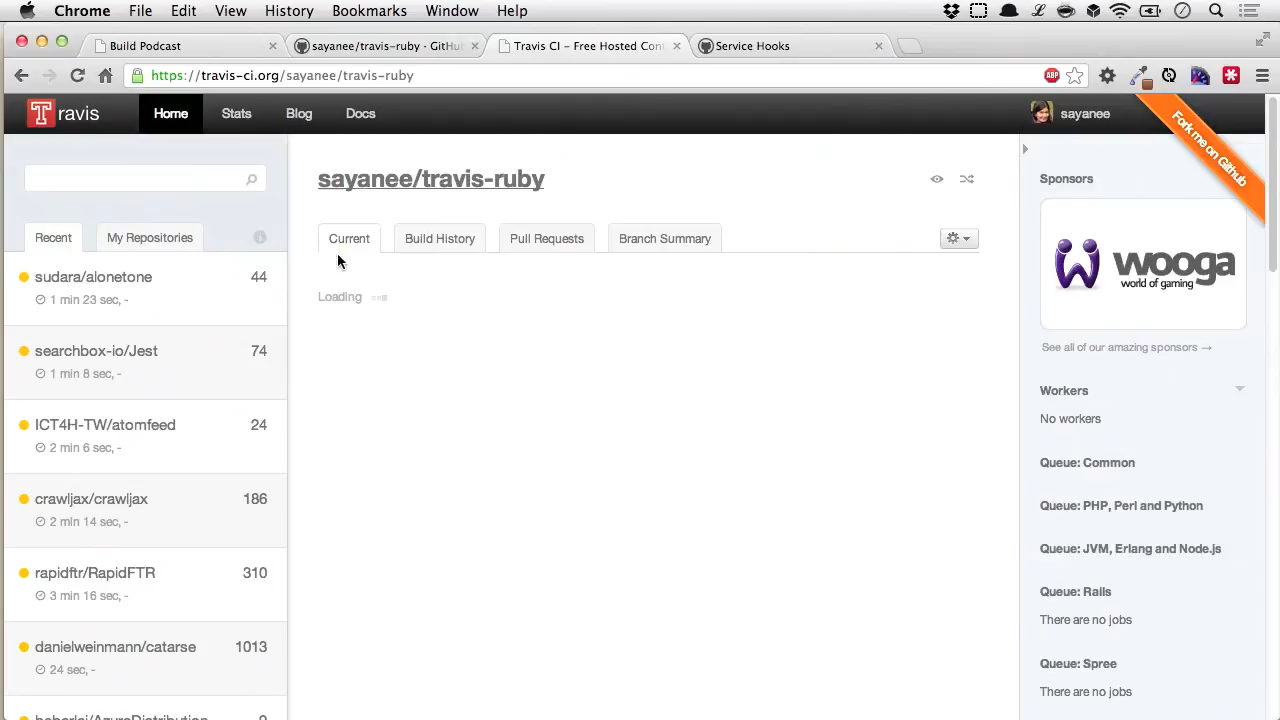 Chrome File Edit View History Bookmarks Window Help
Build Podcast
sayanee/travis-ruby · GitHub
Travis CI – Free Hosted Con
Service Hooks
https://travis-ci.org/sayanee/travis-ruby
ABP
Travis
Home Stats Blog Docs
sayanee
Fork me on Github
Recent My Repositories
sudara/alonetone 44
1 min 23 sec, -
searchbox-io/Jest 74
1 min 8 sec, -
ICT4H-TW/atomfeed 24
2 min 6 sec, -
crawljax/crawljax 186
2 min 14 sec, -
rapidftr/RapidFTR 310
3 min 16 sec, -
danielweinmann/catarse 1013
24 sec, -
sayanee/travis-ruby
Current Build History Pull Requests Branch Summary
Loading
Sponsors
wooga
world of gaming
See all of our amazing sponsors →
Workers
No workers
Queue: Common
Queue: PHP, Perl and Python
Queue: JVM, Erlang and Node.js
Queue: Rails
There are no jobs
Queue: Spree
There are no jobs